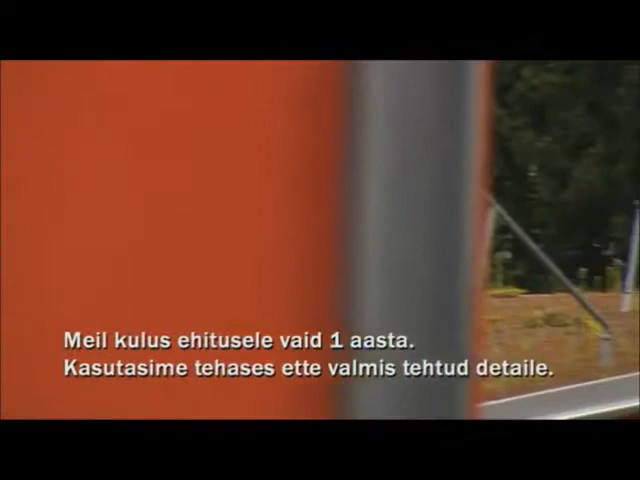 Meil kulus ehitusele vaid 1 aasta.
Kasutasime tehases ette valmis tehtud detaile.